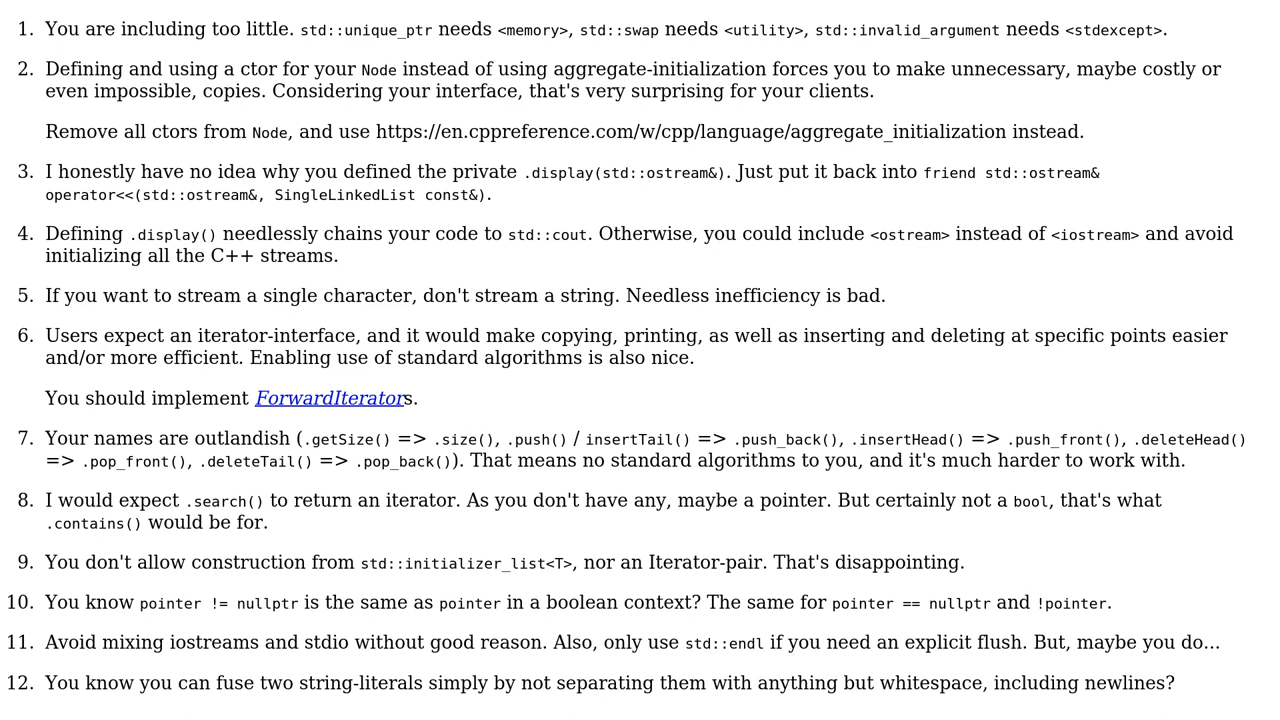 1. You are including too little. std::unique_ptr needs <memory>, std::swap needs <utility>, std::invalid_argument needs <stdexcept>.
2. Defining and using a ctor for your Node instead of using aggregate-initialization forces you to make unnecessary, maybe costly or
even impossible, copies. Considering your interface, that's very surprising for your clients.
Remove all ctors from Node, and use https://en.cppreference.com/w/cpp/language/aggregate_initialization instead.
3. I honestly have no idea why you defined the private .display(std::ostream&). Just put it back into friend std::ostream&
operator<<(std::ostream&, SingleLinkedList const&).
4. Defining .display() needlessly chains your code to std::cout. Otherwise, you could include <ostream> instead of <iostream> and avoid
initializing all the C++ streams.
5. If you want to stream a single character, don't stream a string. Needless inefficiency is bad.
6. Users expect an iterator-interface, and it would make copying, printing, as well as inserting and deleting at specific points easier
and/or more efficient. Enabling use of standard algorithms is also nice.
You should implement ForwardIterators.
7. Your names are outlandish (.getSize() => .size(), .push() / insertTail() => .push_back(), .insertHead() => .push_front(), .deleteHead()
=> .pop_front(), .deleteTail() => .pop_back()). That means no standard algorithms to you, and it's much harder to work with.
8. I would expect .search() to return an iterator. As you don't have any, maybe a pointer. But certainly not a bool, that's what
.contains() would be for.
9. You don't allow construction from std::initializer_list<T>, nor an Iterator-pair. That's disappointing.
10. You know pointer != nullptr is the same as pointer in a boolean context? The same for pointer == nullptr and !pointer.
11. Avoid mixing iostreams and stdio without good reason. Also, only use std::endl if you need an explicit flush. But, maybe you do...
12. You know you can fuse two string-literals simply by not separating them with anything but whitespace, including newlines?